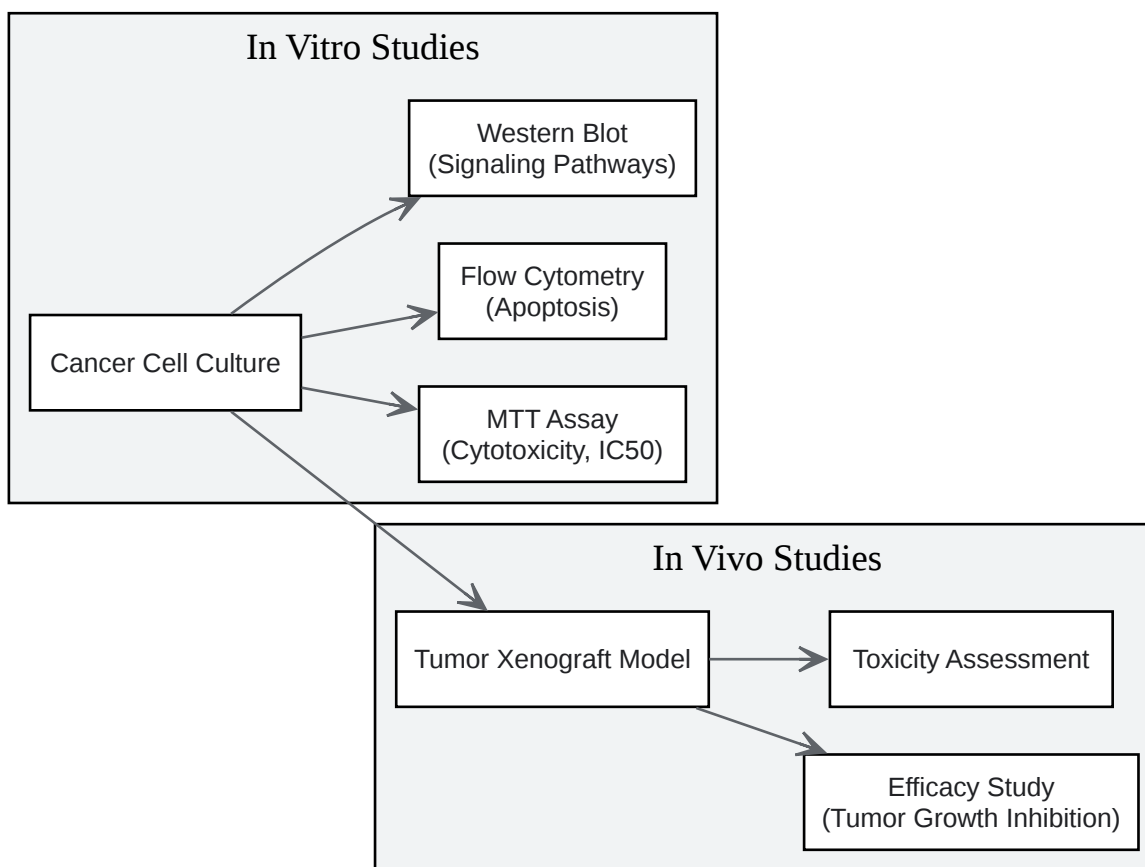 In Vitro Studies
Western Blot
(Signaling Pathways)
Flow Cytometry
(Apoptosis)
Cancer Cell Culture
MTT Assay
(Cytotoxicity, IC50)
In Vivo Studies
Tumor Xenograft Model
Toxicity Assessment
Efficacy Study
(Tumor Growth Inhibition)